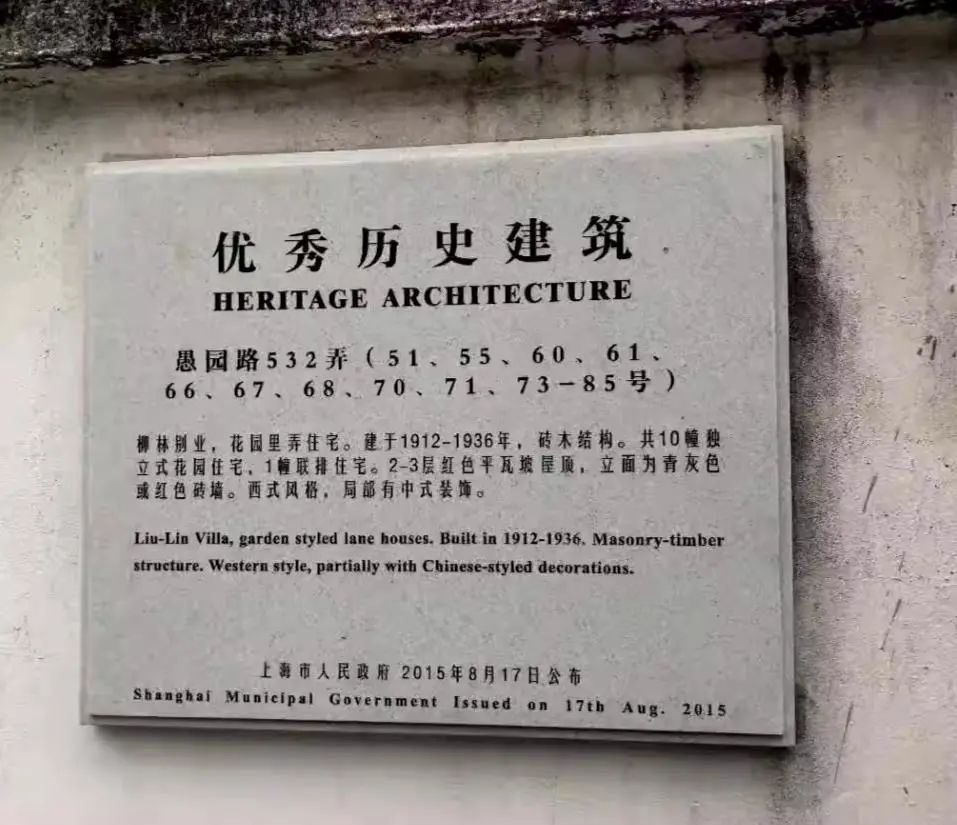 优秀历史建筑
HERITAGE ARCHITECTURE
愚园路532弄（51、55、60、61、
66、67、68、70、71、73－85号）
柳林别业，花园里弄住宅。建于1912-1936年，砖木结构。共10幢独
立式花园住宅，1幢联排住宅。2-3层红色平瓦坡屋顶，立面为青灰色
或红色砖墙。西式风格，局部有中式装饰。
Liu-Lin Villa, garden styled lane houses. Built in 1912-1936. Masonry-timber
structure. Western style, partially with Chinese-styled decorations.
上海市人民政府 2015年8月17日公布
Shanghai Municipal Government Issued on 17th Aug. 2015